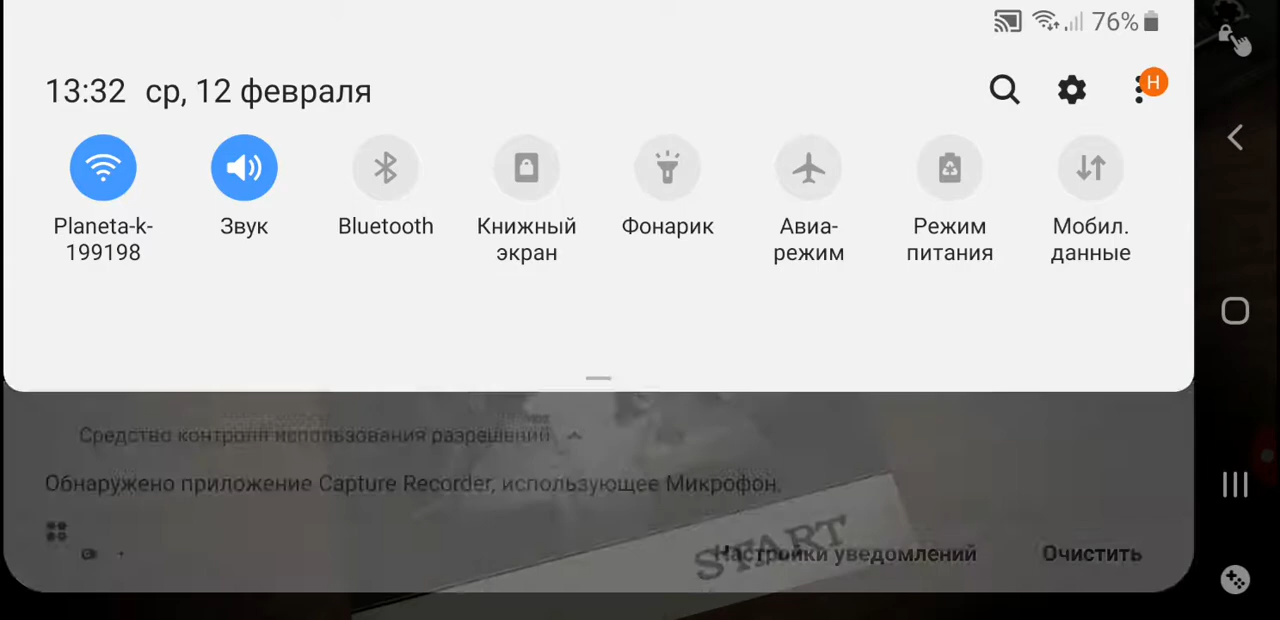 76%
13:32 ср, 12 февраля
Н
Planeta-k-
199198
Звук
Bluetooth
Книжный
экран
Фонарик
Авиа-
режим
Режим
питания
Мобил.
данные
Средство контроля использования разрешений
Обнаружено приложение Capture Recorder, использующее Микрофон.
START
Настройки уведомлений
Очистить